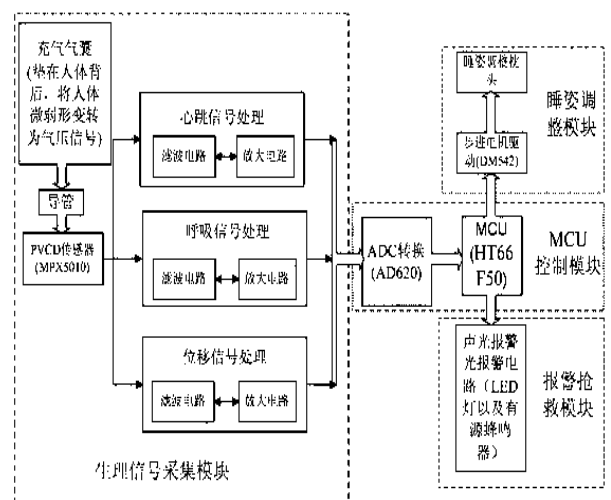 充气气囊
(垫在人体背
后，将人体
微弱形变转
为气压信号)
导管
PVCD传感器
(MPX5010)
心跳信号处理
滤波电路
放大电路
呼吸信号处理
滤波电路
放大电路
位移信号处理
滤波电路
放大电路
生理信号采集模块
ADC转换
(AD620)
MCU
(HT66
F50)
MCU
控制模块
步进电机驱
动(DM542)
睡姿调
整模块
声光报警
光报警电
路（LED
灯以及有
源蜂鸣
器）
报警抢
救模块